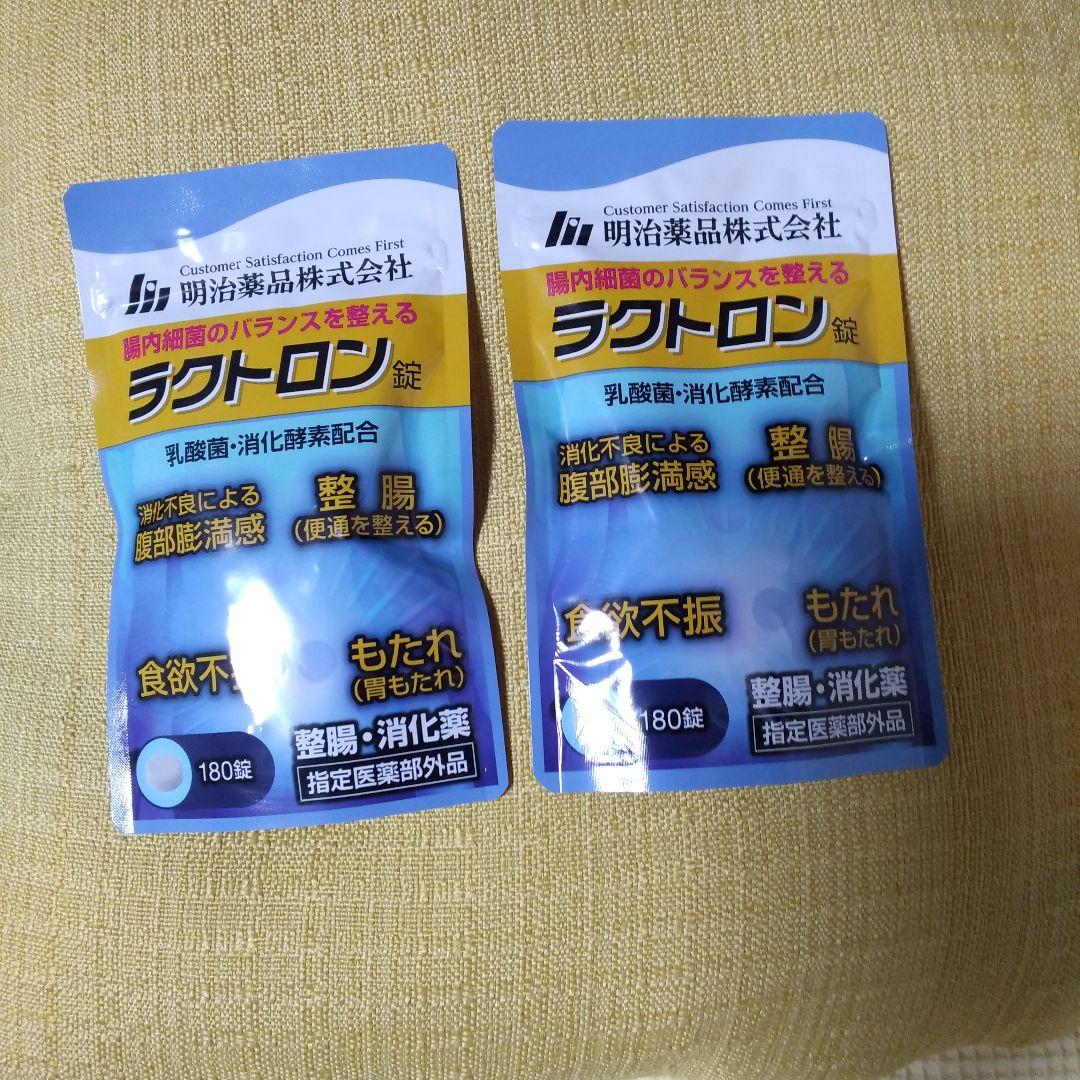 Customer Satisfaction Comes First
明治薬品株式会社
腸内細菌のバランスを整える
ラクトロン錠
乳酸菌・消化酵素配合
消化不良による
腹部膨満感
整腸
(便通を整える)
食欲不振
もたれ
(胃もたれ)
180錠
整腸・消化薬
指定医薬部外品
Customer Satisfaction Comes First
明治薬品株式会社
腸内細菌のバランスを整える
ラクトロン錠
乳酸菌・消化酵素配合
消化不良による
腹部膨満感
整腸
(便通を整える)
食欲不振
もたれ
(胃もたれ)
180錠
整腸・消化薬
指定医薬部外品